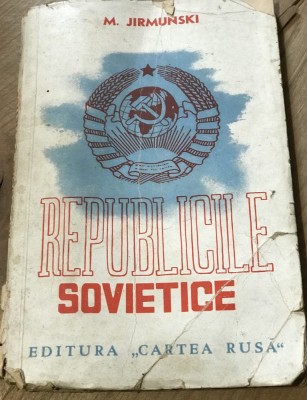 M. JIRMUNSKI
REPUBLICILE
SOVIETICE
EDITURA „CARTEA RUSĂ“